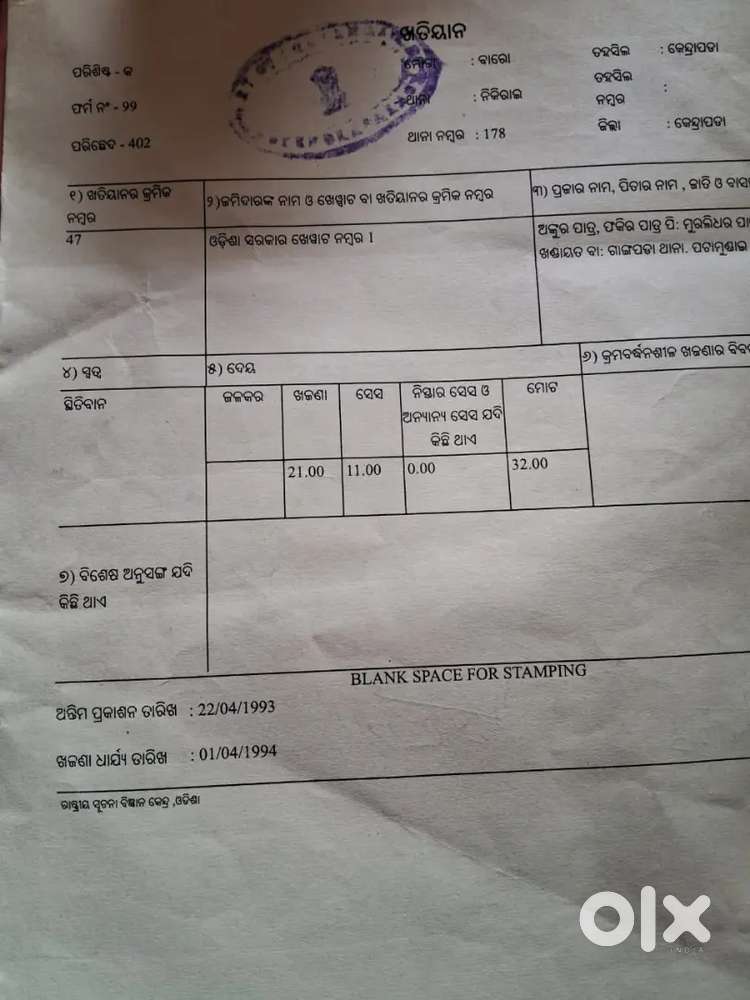 ଖତିୟାନ
ପରିଶିଷ୍ଟ - କ
ମୌଜା : ବାରୋ
ତହସିଲ : କେନ୍ଦ୍ରାପଡା
ଫର୍ମ ନଂ - 99
ଥାନା : ନିକିରାଇ
ତହସିଲ ନମ୍ବର :
ପରିଛେଦ - 402
ଥାନା ନମ୍ବର : 178
ଜିଲ୍ଲା : କେନ୍ଦ୍ରାପଡା
୧) ଖତିୟାନର କ୍ରମିକ ନମ୍ବର
୨)ଜମିଦାରଙ୍କ ନାମ ଓ ଖେୱାଟ ବା ଖତିୟାନର କ୍ରମିକ ନମ୍ବର
୩) ପ୍ରଜାର ନାମ, ପିତାର ନାମ , ଜାତି ଓ
47
ଓଡ଼ିଶା ସରକାର ଖେୱାଟ ନମ୍ବର 1
ଅଙ୍କୁର ପାତ୍ର, ଫକିର ପାତ୍ର ପି: ମୁରଲିଧର
ଖଣ୍ଡାୟତ ବା: ଗାଙ୍ଗପଡା ଥାନା. ପଟ୍ଟାମୁଣ୍ଡାଇ
୪) ସ୍ୱତ୍ୱ
୫) ଦେୟ
୬) କ୍ରମବର୍ଦ୍ଧନଶୀଳ ଖଜଣାର
ସ୍ଥିତିବାନ
ଜଳକର
ଖଜଣା
ସେସ
ନିସ୍ତାର ସେସ ଓ
ଅନ୍ୟାନ୍ୟ ସେସ ଯଦି
କିଛି ଥାଏ
ମୋଟ
21.00 11.00 0.00 32.00
୭) ବିଶେଷ ଅନୁସଙ୍ଗ ଯଦି
କିଛି ଥାଏ
BLANK SPACE FOR STAMPING
ଅନ୍ତିମ ପ୍ରକାଶନ ତାରିଖ : 22/04/1993
ଖଜଣା ଧାର୍ଯ୍ୟ ତାରିଖ : 01/04/1994
ରାଷ୍ଟ୍ରୀୟ ସୂଚନା ବିଜ୍ଞାନ କେନ୍ଦ୍ର ,ଓଡିଶା
olx
INDIA